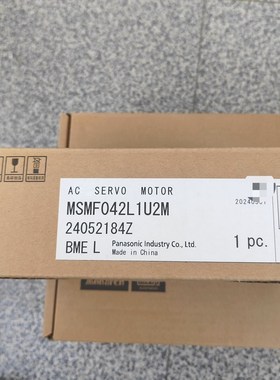 AC SERVO MOTOR
MSMF042L1U2M
24052184Z
BME L Panasonic Industry Co., Ltd.
Made in China
1 pc.